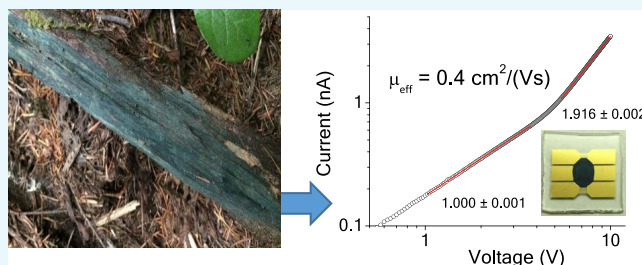 μeff = 0.4 cm²/(Vs)
Current (nA)
1
0.1
1.916 ± 0.002
1.000 ± 0.001
1 10
Voltage (V)